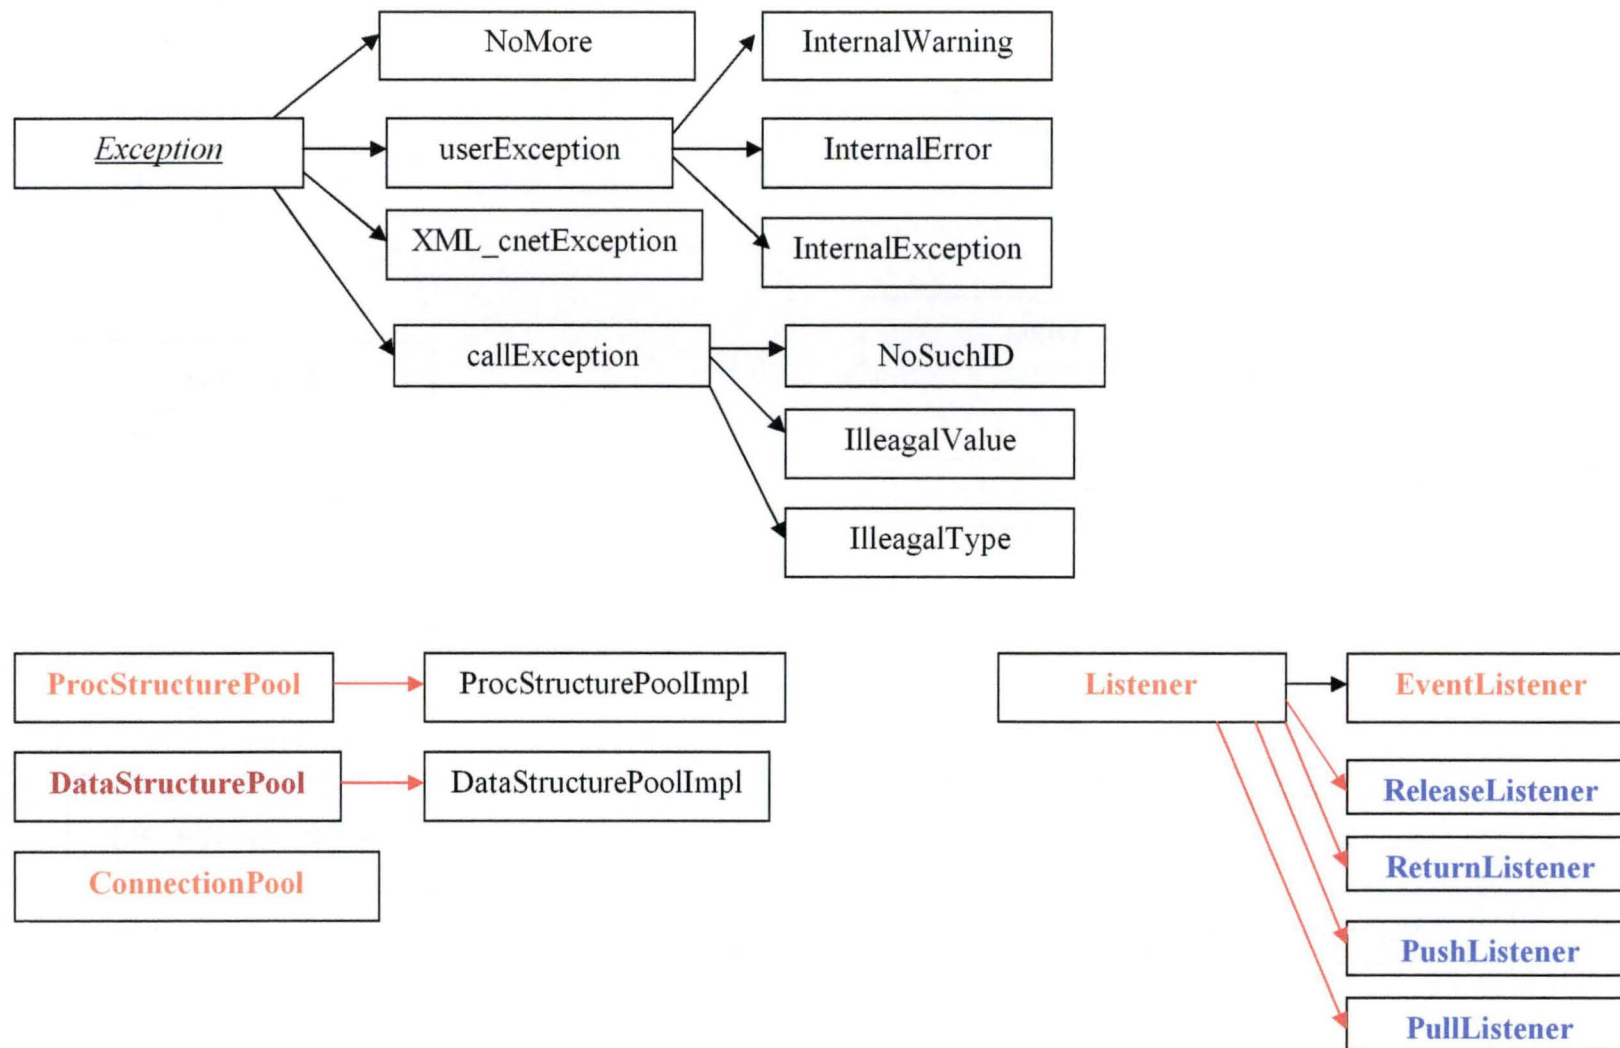 NoMore
InternalWarning
Exception
userException
InternalError
XML_cnetException
InternalException
callException
NoSuchID
IlleagalValue
IlleagalType
ProcStructurePool
ProcStructurePoolImpl
Listener
EventListener
DataStructurePool
DataStructurePoolImpl
ReleaseListener
ConnectionPool
ReturnListener
PushListener
PullListener